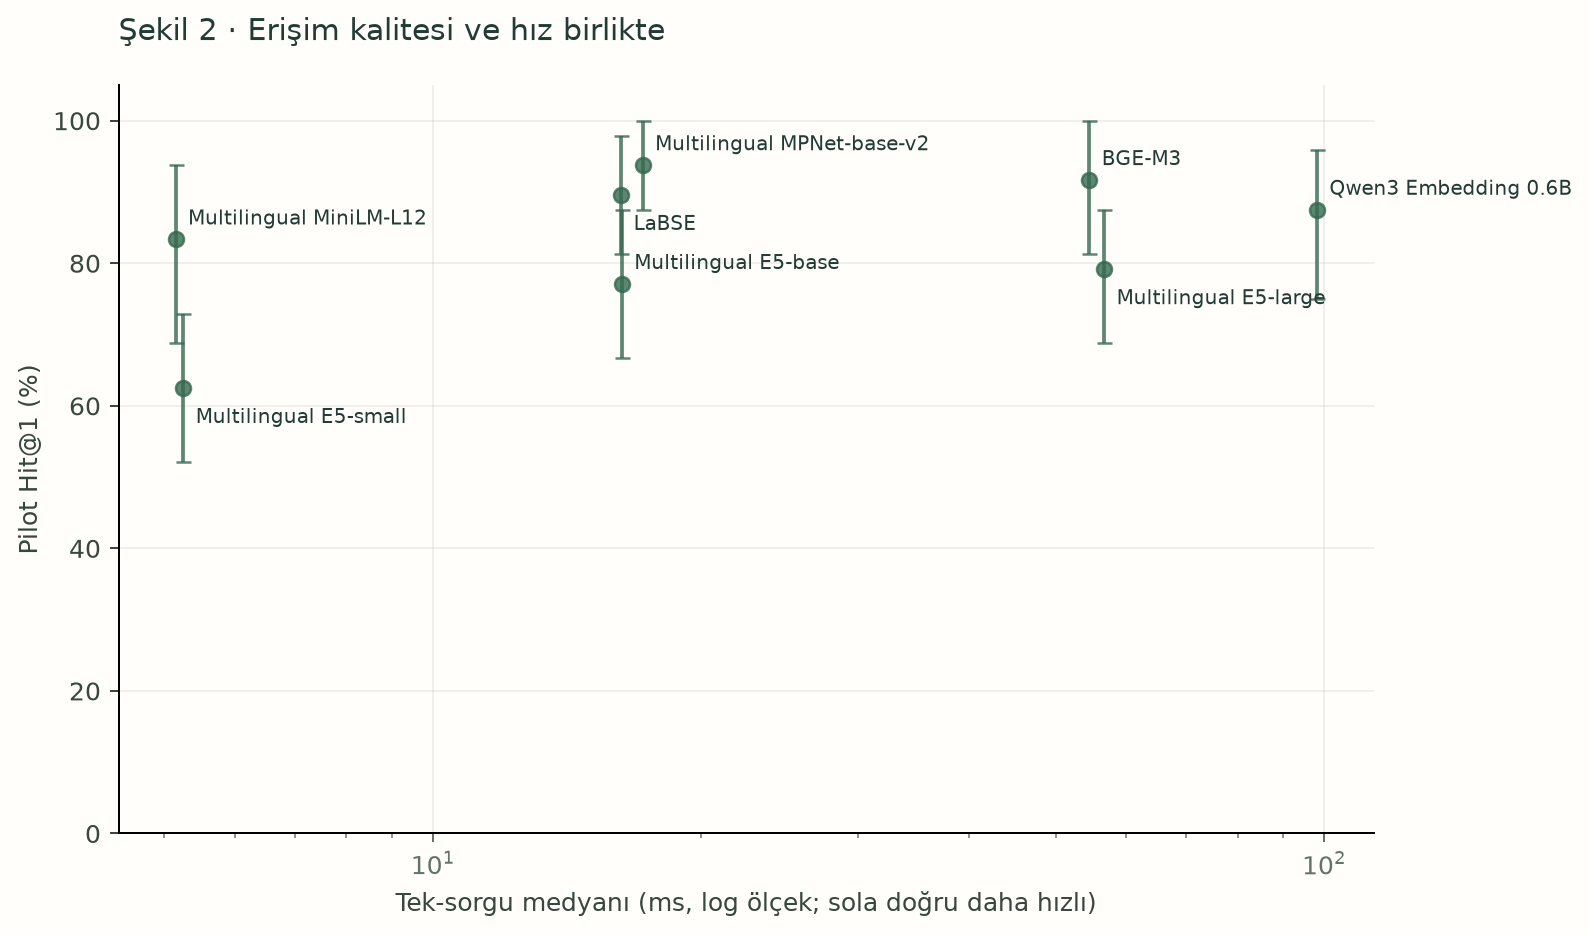 Şekil 2 · Erişim kalitesi ve hız birlikte
Pilot Hit@1 (%)
100
80
60
40
20
0
Multilingual MPNet-base-v2
BGE-M3
Qwen3 Embedding 0.6B
Multilingual MiniLM-L12
LaBSE
Multilingual E5-base
Multilingual E5-large
Multilingual E5-small
10¹
10²
Tek-sorgu medyanı (ms, log ölçek; sola doğru daha hızlı)